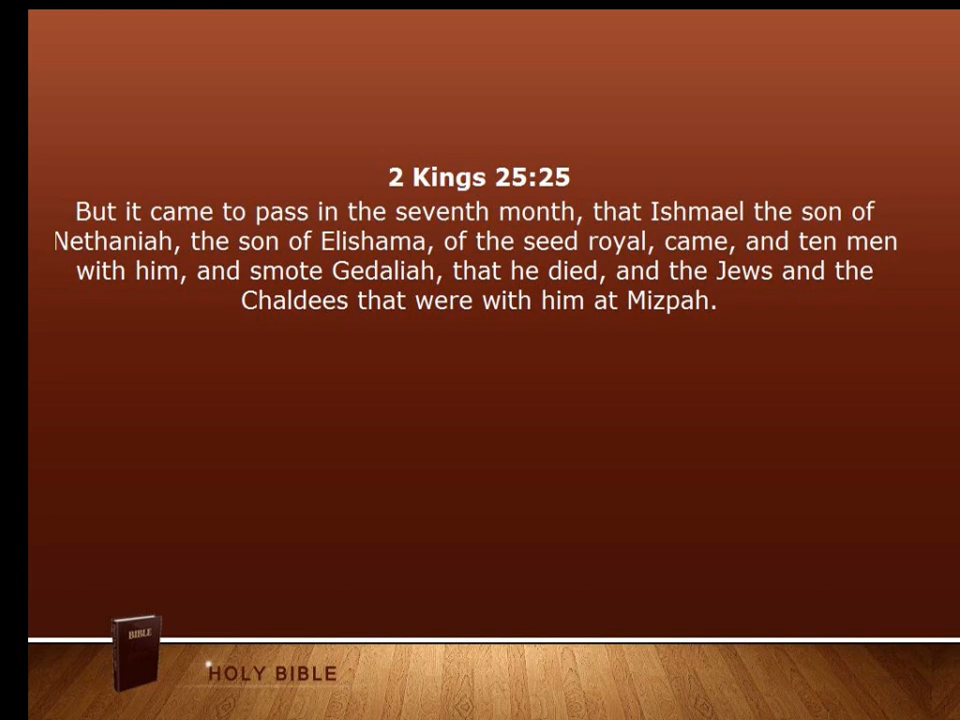 2 Kings 25:25
But it came to pass in the seventh month, that Ishmael the son of
Nethaniah, the son of Elishama, of the seed royal, came, and ten men
with him, and smote Gedaliah, that he died, and the Jews and the
Chaldees that were with him at Mizpah.
BIBLE
HOLY BIBLE